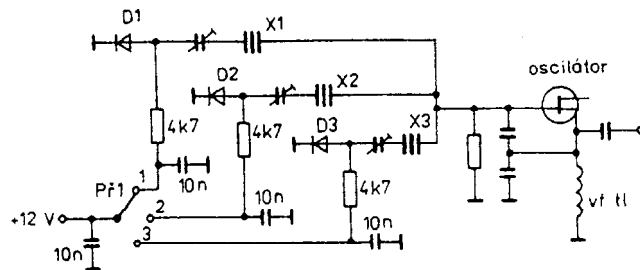 D1
X1
D2
X2
oscilátor
4k7
4k7
D3
X3
10n
Př1
1
4k7
+12 V
2
10n
vf tl
10n
3
10n